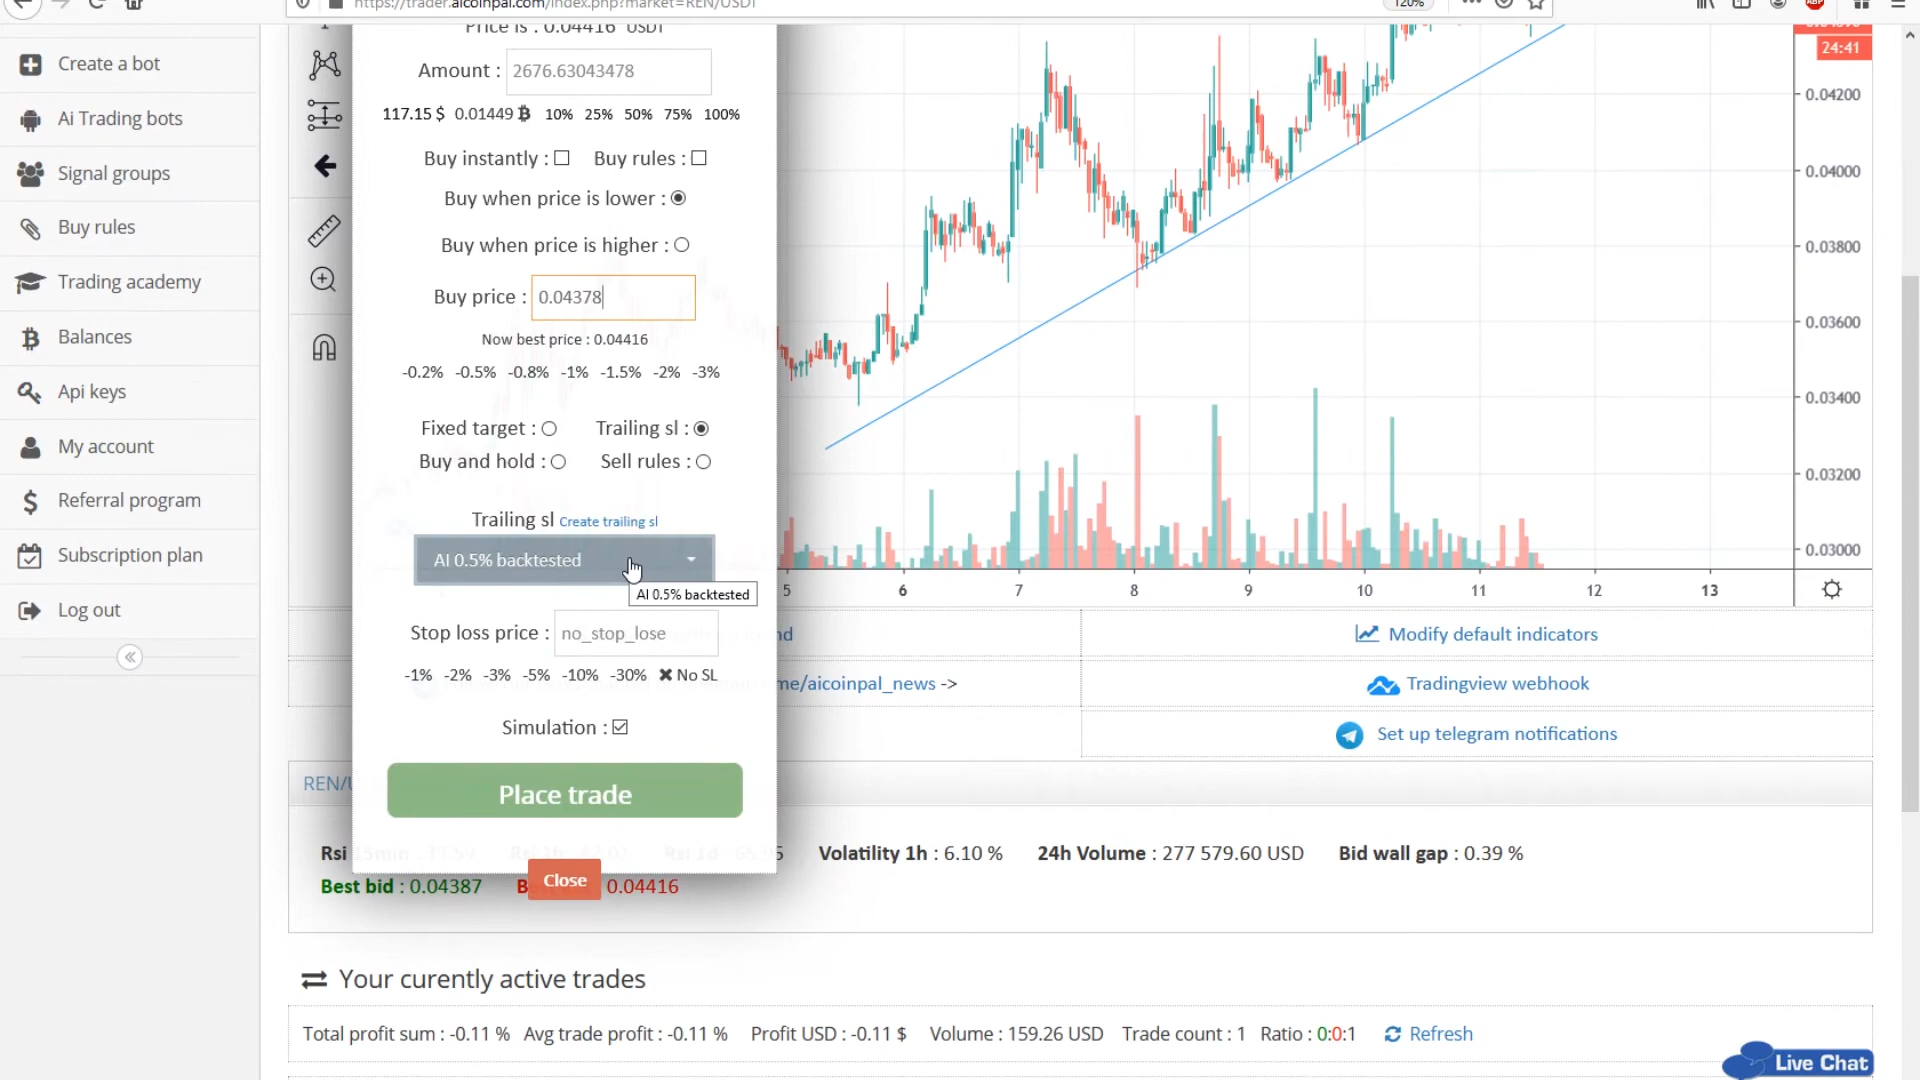 https://trader.aicoinpal.com/index.php?market=REN/USDT
120%
Create a bot
Ai Trading bots
Signal groups
Buy rules
Trading academy
Balances
Api keys
My account
Referral program
Subscription plan
Log out
Price is : 0.04416 USDT
Amount : 2676.63043478
117.15 $ 0.01449 10% 25% 50% 75% 100%
Buy instantly : Buy rules :
Buy when price is lower :
Buy when price is higher :
Buy price : 0.04378
Now best price : 0.04416
-0.2% -0.5% -0.8% -1% -1.5% -2% -3%
Fixed target : Trailing sl :
Buy and hold : Sell rules :
Trailing sl Create trailing sl
AI 0.5% backtested
AI 0.5% backtested
Stop loss price : no_stop_lose
-1% -2% -3% -5% -10% -30% No SL
Simulation :
Place trade
Close
24:41
0.04200
0.04000
0.03800
0.03600
0.03400
0.03200
0.03000
5 6 7 8 9 10 11 12 13
Modify default indicators
me/aicoinpal_news ->
Tradingview webhook
Set up telegram notifications
REN/U
Rsi
Volatility 1h : 6.10 % 24h Volume : 277 579.60 USD Bid wall gap : 0.39 %
Best bid : 0.04387 0.04416
Your curently active trades
Total profit sum : -0.11 % Avg trade profit : -0.11 % Profit USD : -0.11 $ Volume : 159.26 USD Trade count : 1 Ratio : 0:0:1 Refresh
Live Chat